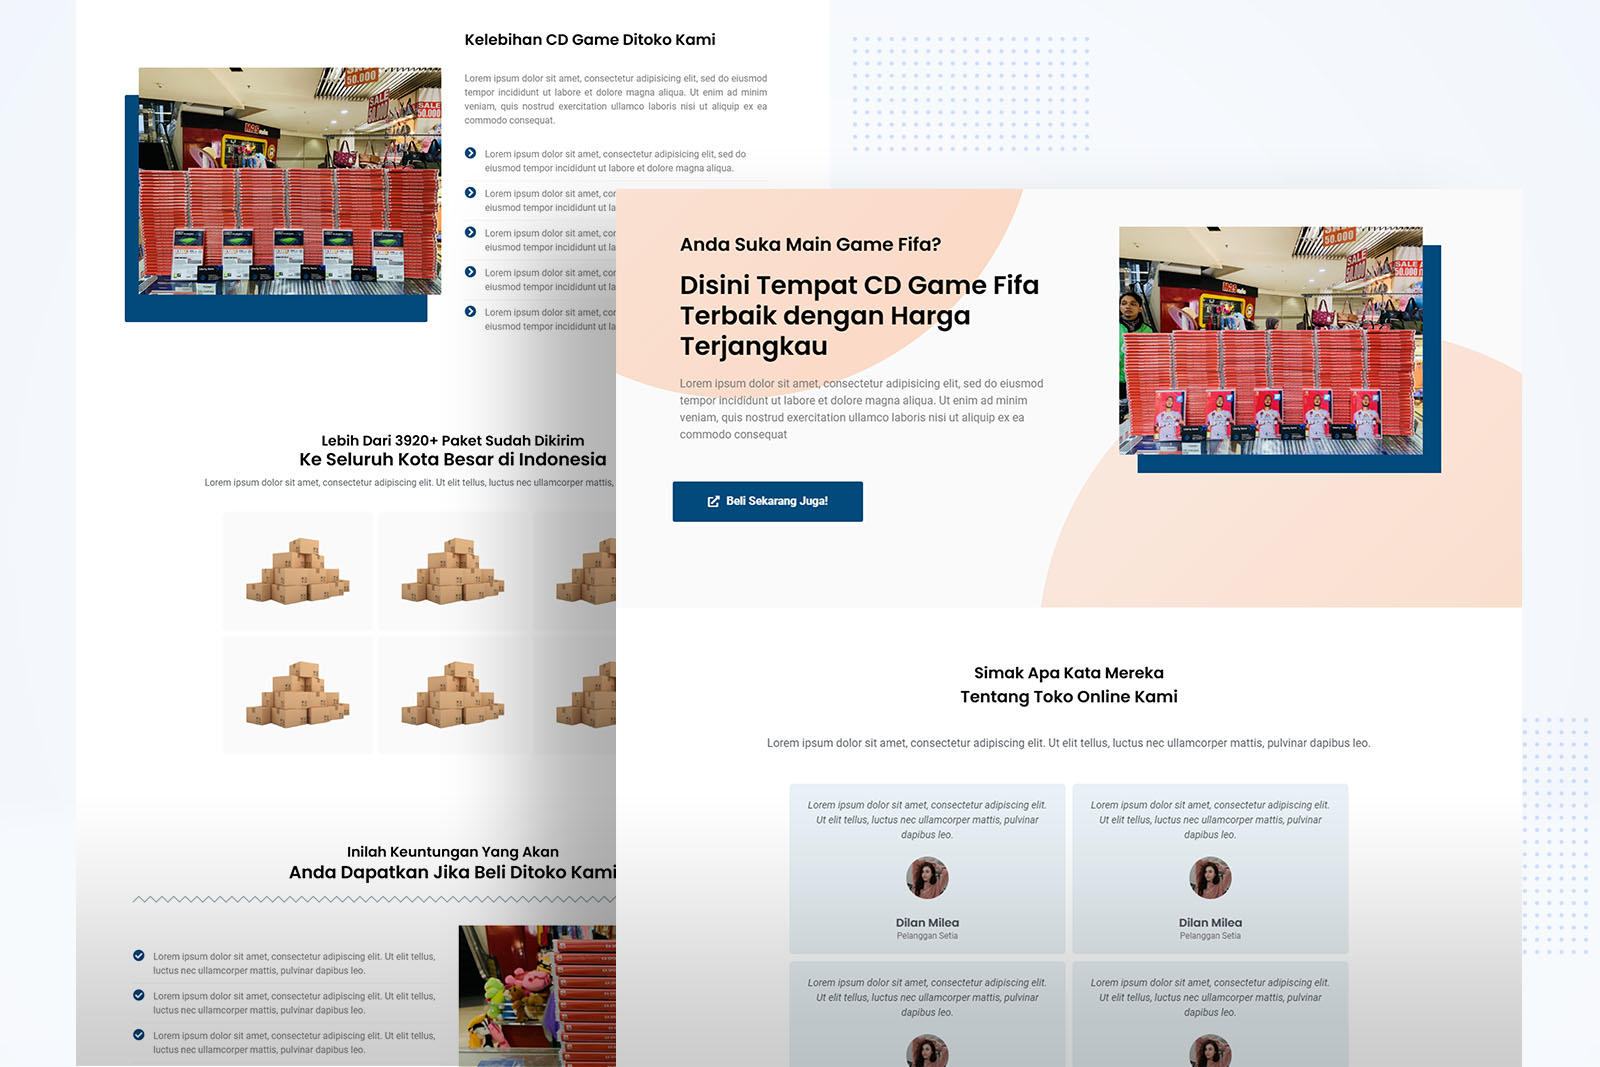 Kelebihan CD Game Ditoko Kami
Lorem ipsum dolor sit amet, consectetur adipisicing elit, sed do eiusmod
tempor incididunt ut labore et dolore magna aliqua. Ut enim ad minim
veniam, quis nostrud exercitation ullamco laboris nisi ut aliquip ex ea
commodo consequat.
Lorem ipsum dolor sit amet, consectetur adipisicing elit, sed do
eiusmod tempor incididunt ut labore et dolore magna aliqua.
Lorem ipsum dolor sit amet, cor
eiusmod tempor incididunt ut la
Lorem ipsum dolor sit amet, cor
eiusmod tempor incididunt ut la
Lorem ipsum dolor sit amet, cor
eiusmod tempor incididunt ut la
Lorem ipsum dolor sit amet, cor
eiusmod tempor incididunt ut la
50.000
SALE
SALE
50.000
Lebih Dari 3920+ Paket Sudah Dikirim
Ke Seluruh Kota Besar di Indonesia
Lorem ipsum dolor sit amet, consectetur adipiscing elit. Ut elit tellus, luctus nec ullamcorper mattis,
Inilah Keuntungan Yang Akan
Anda Dapatkan Jika Beli Ditoko Kami
Lorem ipsum dolor sit amet, consectetur adipiscing elit. Ut elit tellus,
luctus nec ullamcorper mattis, pulvinar dapibus leo.
Lorem ipsum dolor sit amet, consectetur adipiscing elit. Ut elit tellus,
luctus nec ullamcorper mattis, pulvinar dapibus leo.
Lorem ipsum dolor sit amet, consectetur adipiscing elit. Ut elit tellus,
luctus nec ullamcorper mattis, pulvinar dapibus leo.
Anda Suka Main Game Fifa?
Disini Tempat CD Game Fifa
Terbaik dengan Harga
Terjangkau
Lorem ipsum dolor sit amet, consectetur adipisicing elit, sed do eiusmod
tempor incididunt ut labore et dolore magna aliqua. Ut enim ad minim
veniam, quis nostrud exercitation ullamco laboris nisi ut aliquip ex ea
commodo consequat
Beli Sekarang Juga!
50.000
SALE
SALE
50.000
Simak Apa Kata Mereka
Tentang Toko Online Kami
Lorem ipsum dolor sit amet, consectetur adipiscing elit. Ut elit tellus, luctus nec ullamcorper mattis, pulvinar dapibus leo.
Lorem ipsum dolor sit amet, consectetur adipiscing elit.
Ut elit tellus, luctus nec ullamcorper mattis, pulvinar
dapibus leo.
Dilan Milea
Pelanggan Setia
Lorem ipsum dolor sit amet, consectetur adipiscing elit.
Ut elit tellus, luctus nec ullamcorper mattis, pulvinar
dapibus leo.
Dilan Milea
Pelanggan Setia
Lorem ipsum dolor sit amet, consectetur adipiscing elit.
Ut elit tellus, luctus nec ullamcorper mattis, pulvinar
dapibus leo.
Lorem ipsum dolor sit amet, consectetur adipiscing elit.
Ut elit tellus, luctus nec ullamcorper mattis, pulvinar
dapibus leo.